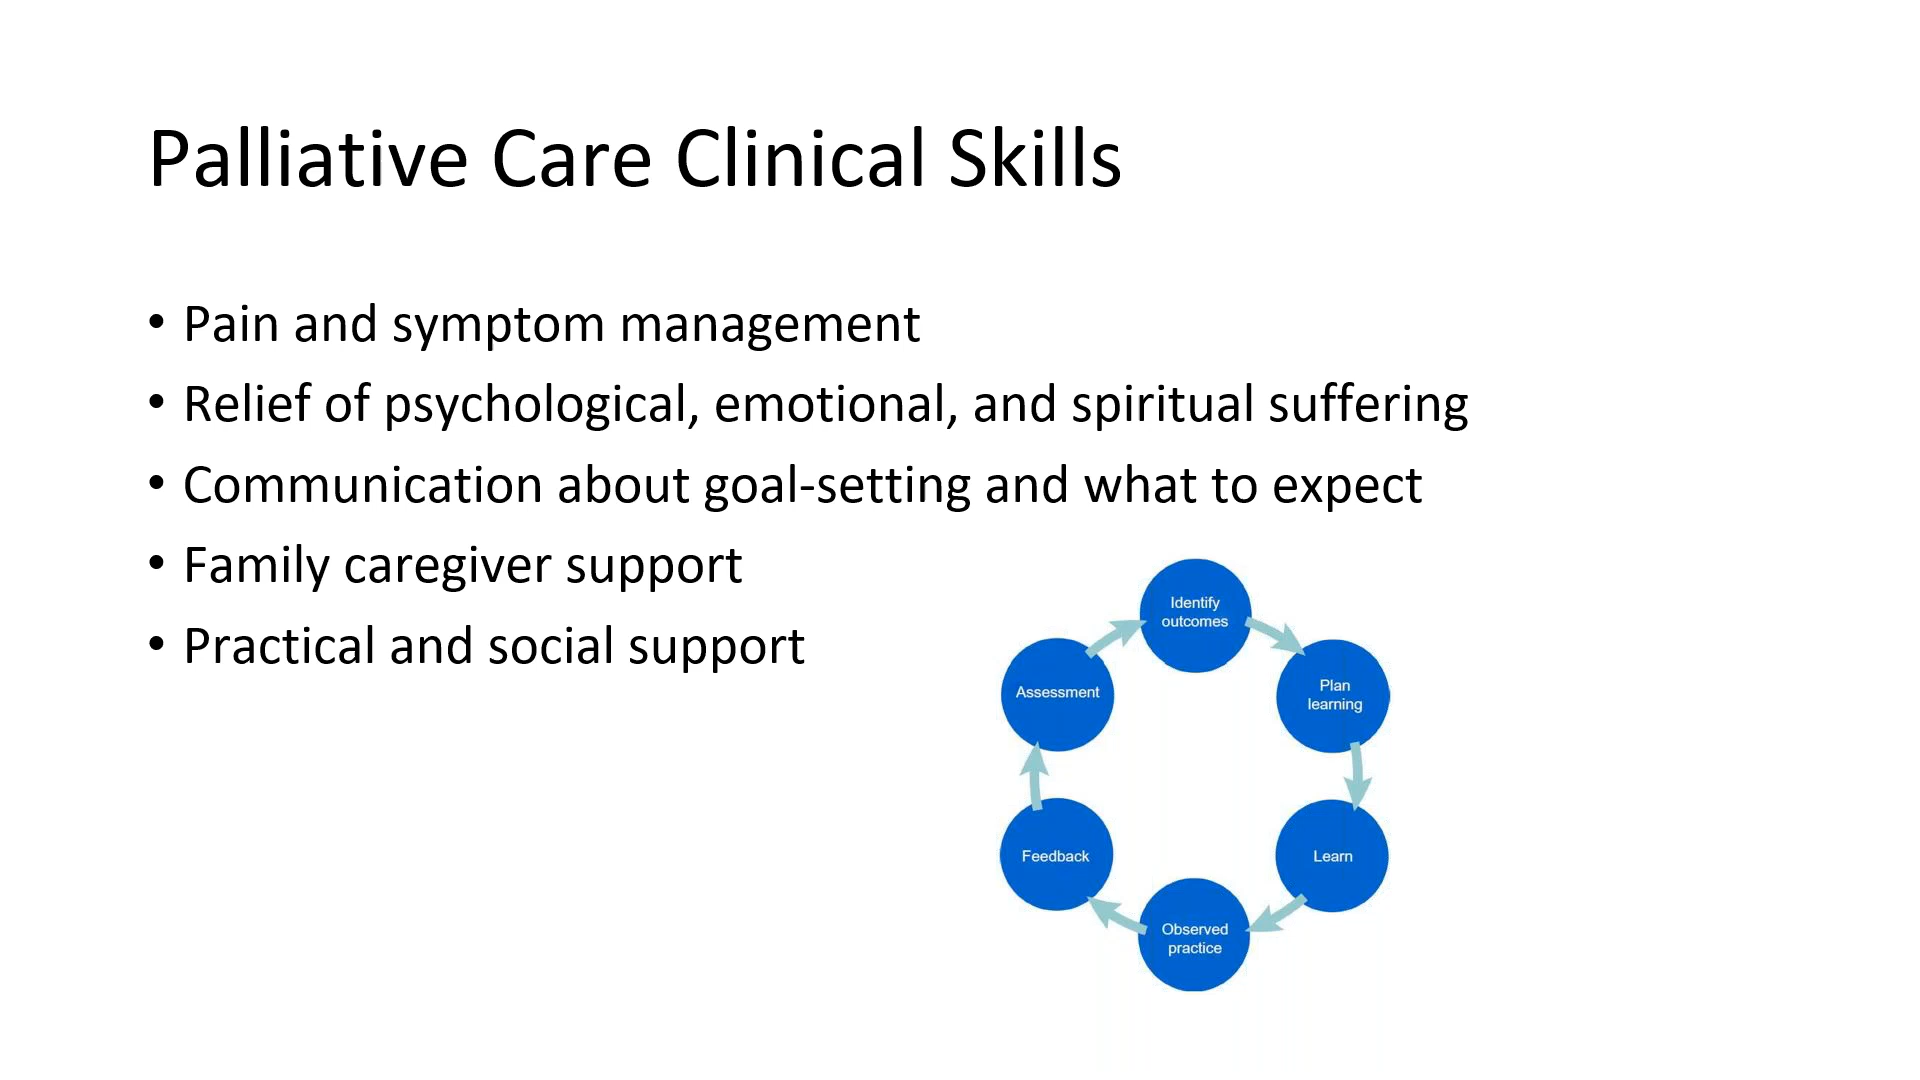 Palliative Care Clinical Skills
• Pain and symptom management
• Relief of psychological, emotional, and spiritual suffering
• Communication about goal-setting and what to expect
• Family caregiver support
• Practical and social support
Identify
outcomes
Plan
learning
Learn
Observed
practice
Feedback
Assessment